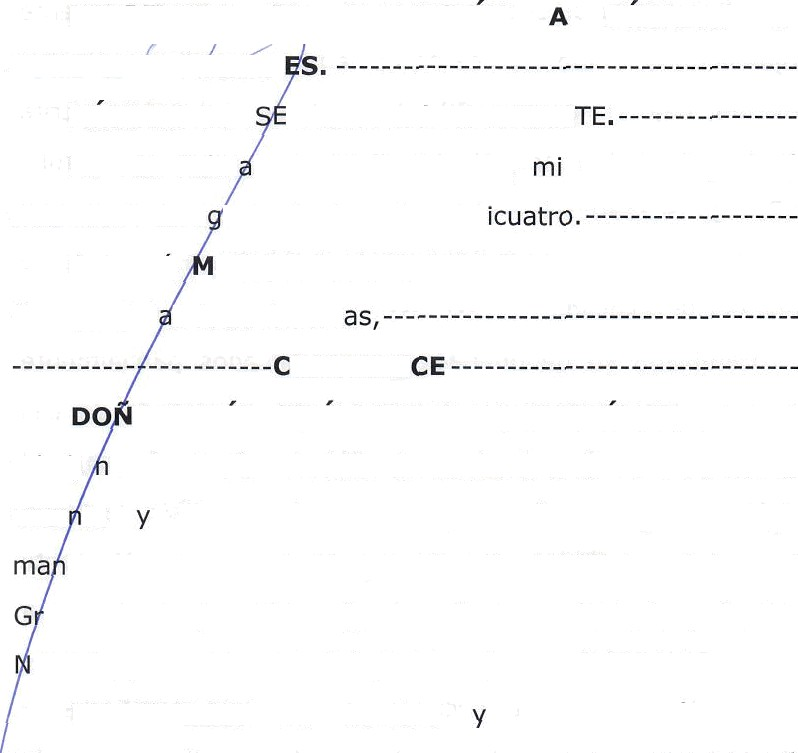 A
ES. ------------------------------
SE TE. ----------------
a mi
g icuatro. -------------------
M
a as, ------------------------------------
----------------------- C CE -----------------------------
DOÑ
n
n y
man
Gr
N
y